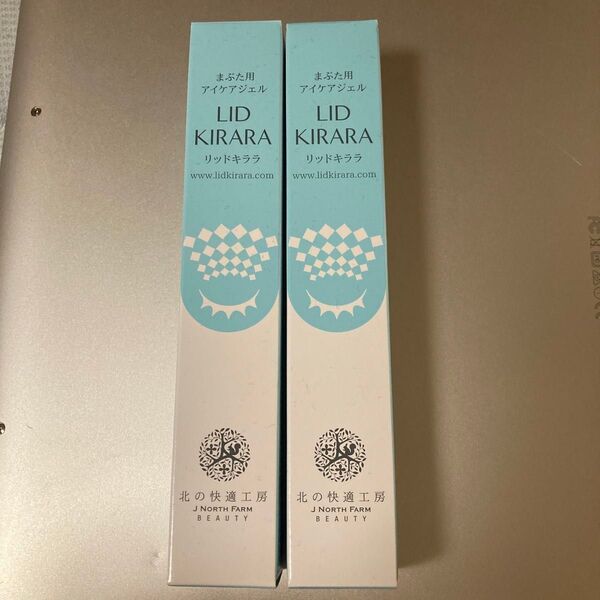 まぶた用
アイケアジェル
LID
KIRARA
リッドキララ
www.lidkirara.com
北の快適工房
J NORTH FARM
BEAUTY
まぶた用
アイケアジェル
LID
KIRARA
リッドキララ
www.lidkirara.com
北の快適工房
J NORTH FARM
BEAUTY